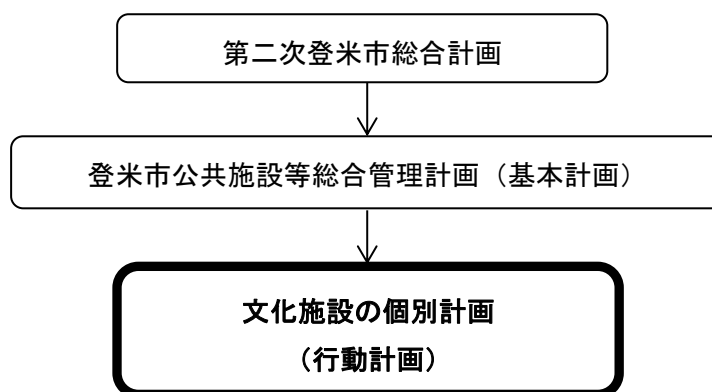 第二次登米市総合計画
登米市公共施設等総合管理計画（基本計画）
文化施設の個別計画
（行動計画）